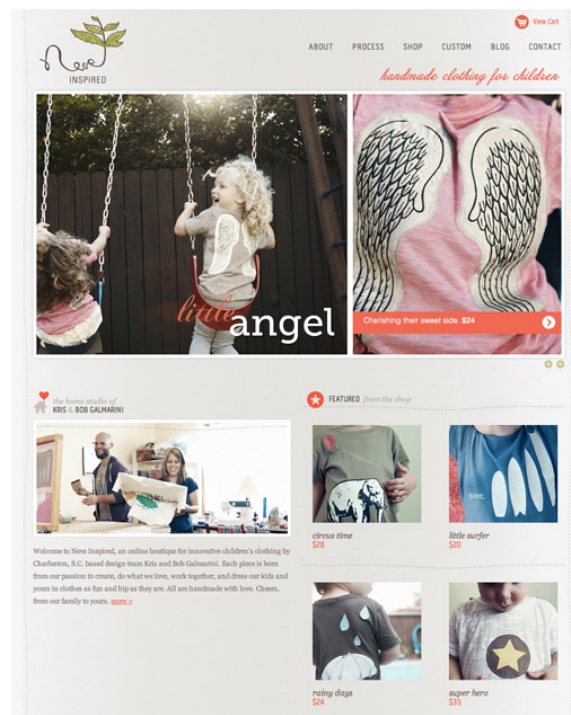 View Cart
Neve
INSPIRED
ABOUT PROCESS SHOP CUSTOM BLOG CONTACT
handmade clothing for children
little
angel
Cherishing their sweet side. $24
the home studio of
KRIS & BOB GALMARINI
FEATURED from the shop
Welcome to Neve Inspired, an online boutique for innovative children's clothing by
Charleston, S.C. based design team Kris and Bob Galmarini. Each piece is born
from our passion to create, do what we love, work together, and dress our kids and
yours in clothes as fun and hip as they are. All are handmade with love. Cheers,
from our family to yours. more >
circus time
$28
little surfer
$20
rainy days
$24
super hero
$35